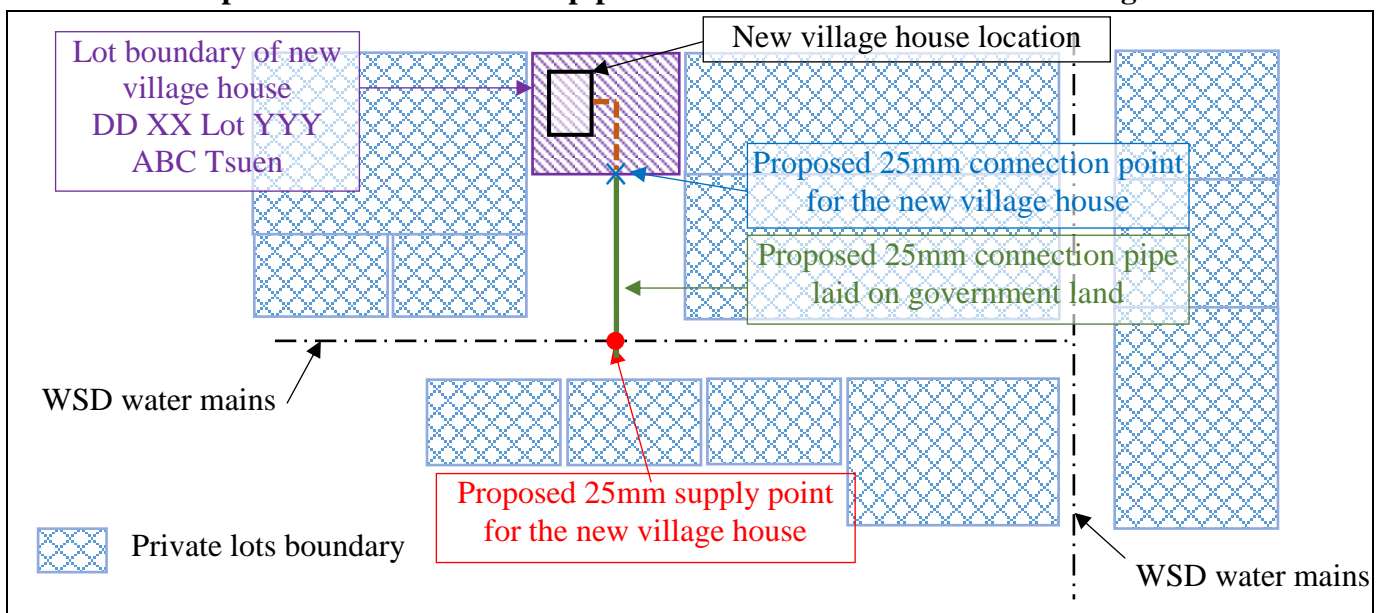 New village house location
Lot boundary of new
village house
DD XX Lot YYY
ABC Tsuen
Proposed 25mm connection point
for the new village house
Proposed 25mm connection pipe
laid on government land
WSD water mains
Proposed 25mm supply point
for the new village house
Private lots boundary
WSD water mains